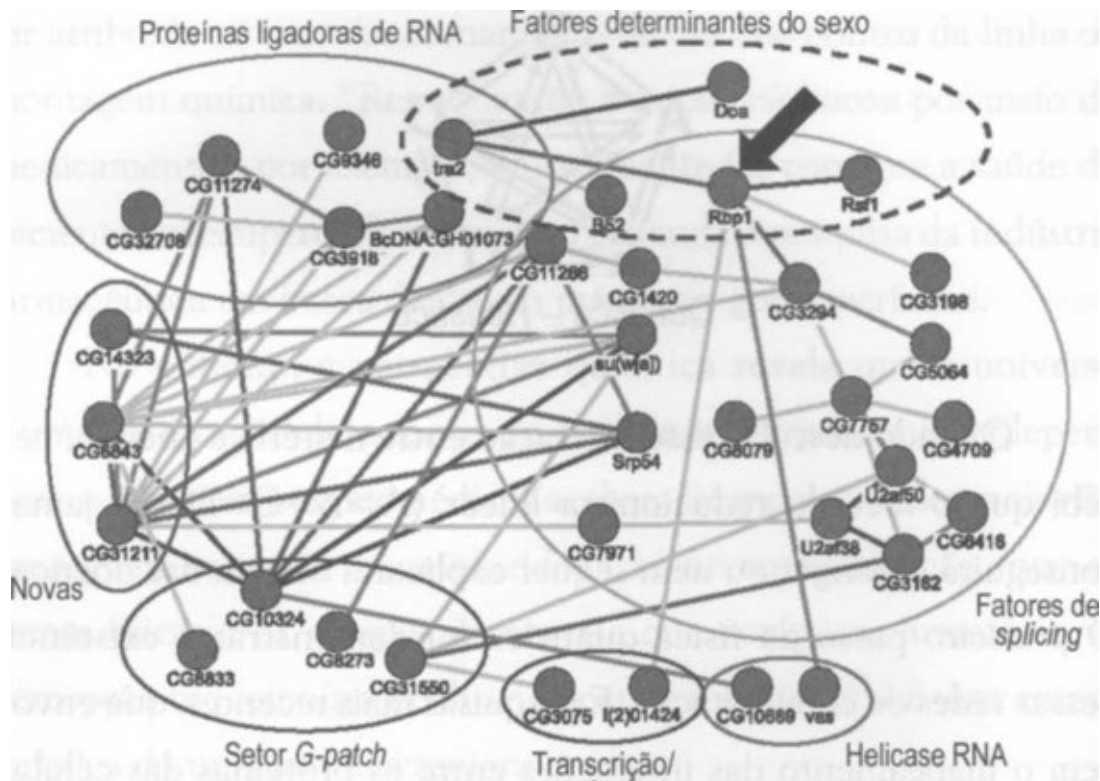 Proteínas ligadoras de RNA
Fatores determinantes do sexo
Doa
CG9346
tra2
CG11274
B52
Rbp1
Rsf1
CG32708
CG3918
BcDNA:GH01073
CG11266
CG1420
CG3294
CG3198
CG14323
su(w[a])
CG5064
CG7757
CG6843
Srp54
CG8079
CG4709
U2af50
CG31211
CG7971
U2af38
CG6416
CG3162
Novas
CG10324
Fatores de
splicing
CG8833
CG8273
CG31550
CG3075
l(2)01424
CG10689
vas
Setor G-patch
Transcrição/
Helicase RNA